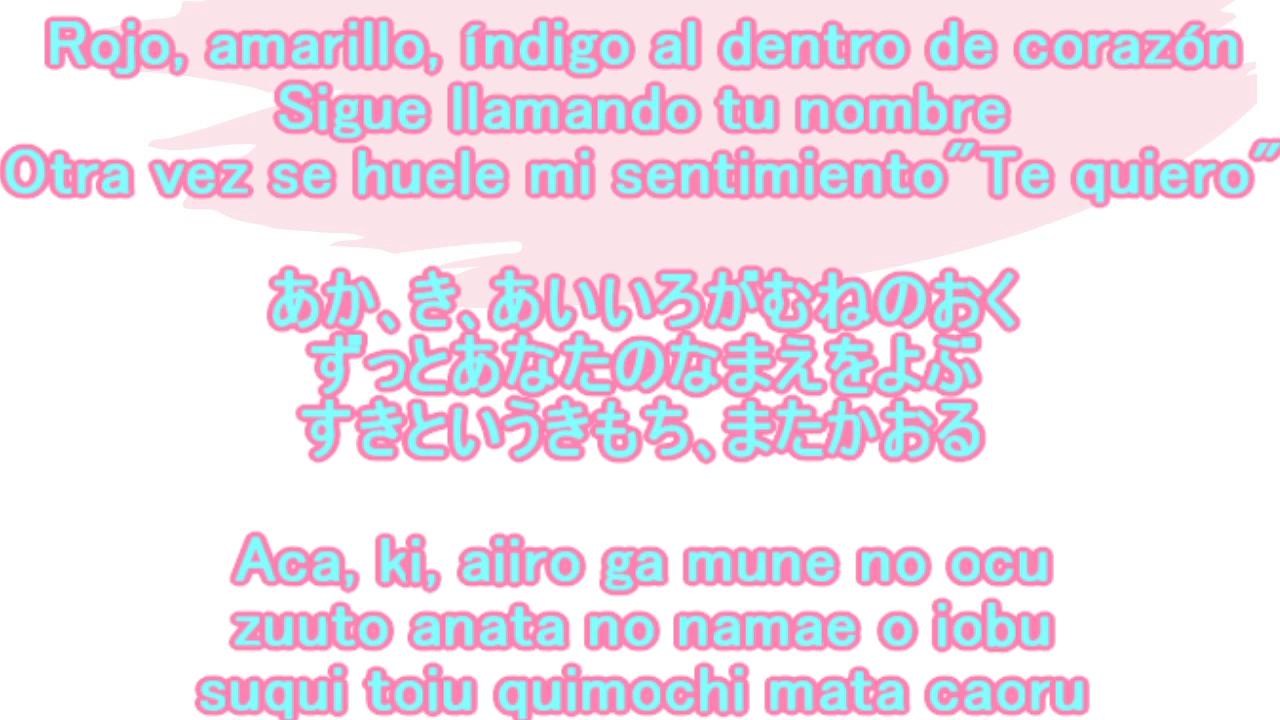 Rojo, amarillo, índigo al dentro de corazón
Sigue llamando tu nombre
Otra vez se huele mi sentimiento"Te quiero"
あか、き、あいいろがむねのおく
ずっとあなたのなまえをよぶ
すきというきもち、またかおる
Aca, ki, aiiro ga mune no ocu
zuuto anata no namae o iobu
suqui toiu quimochi mata caoru